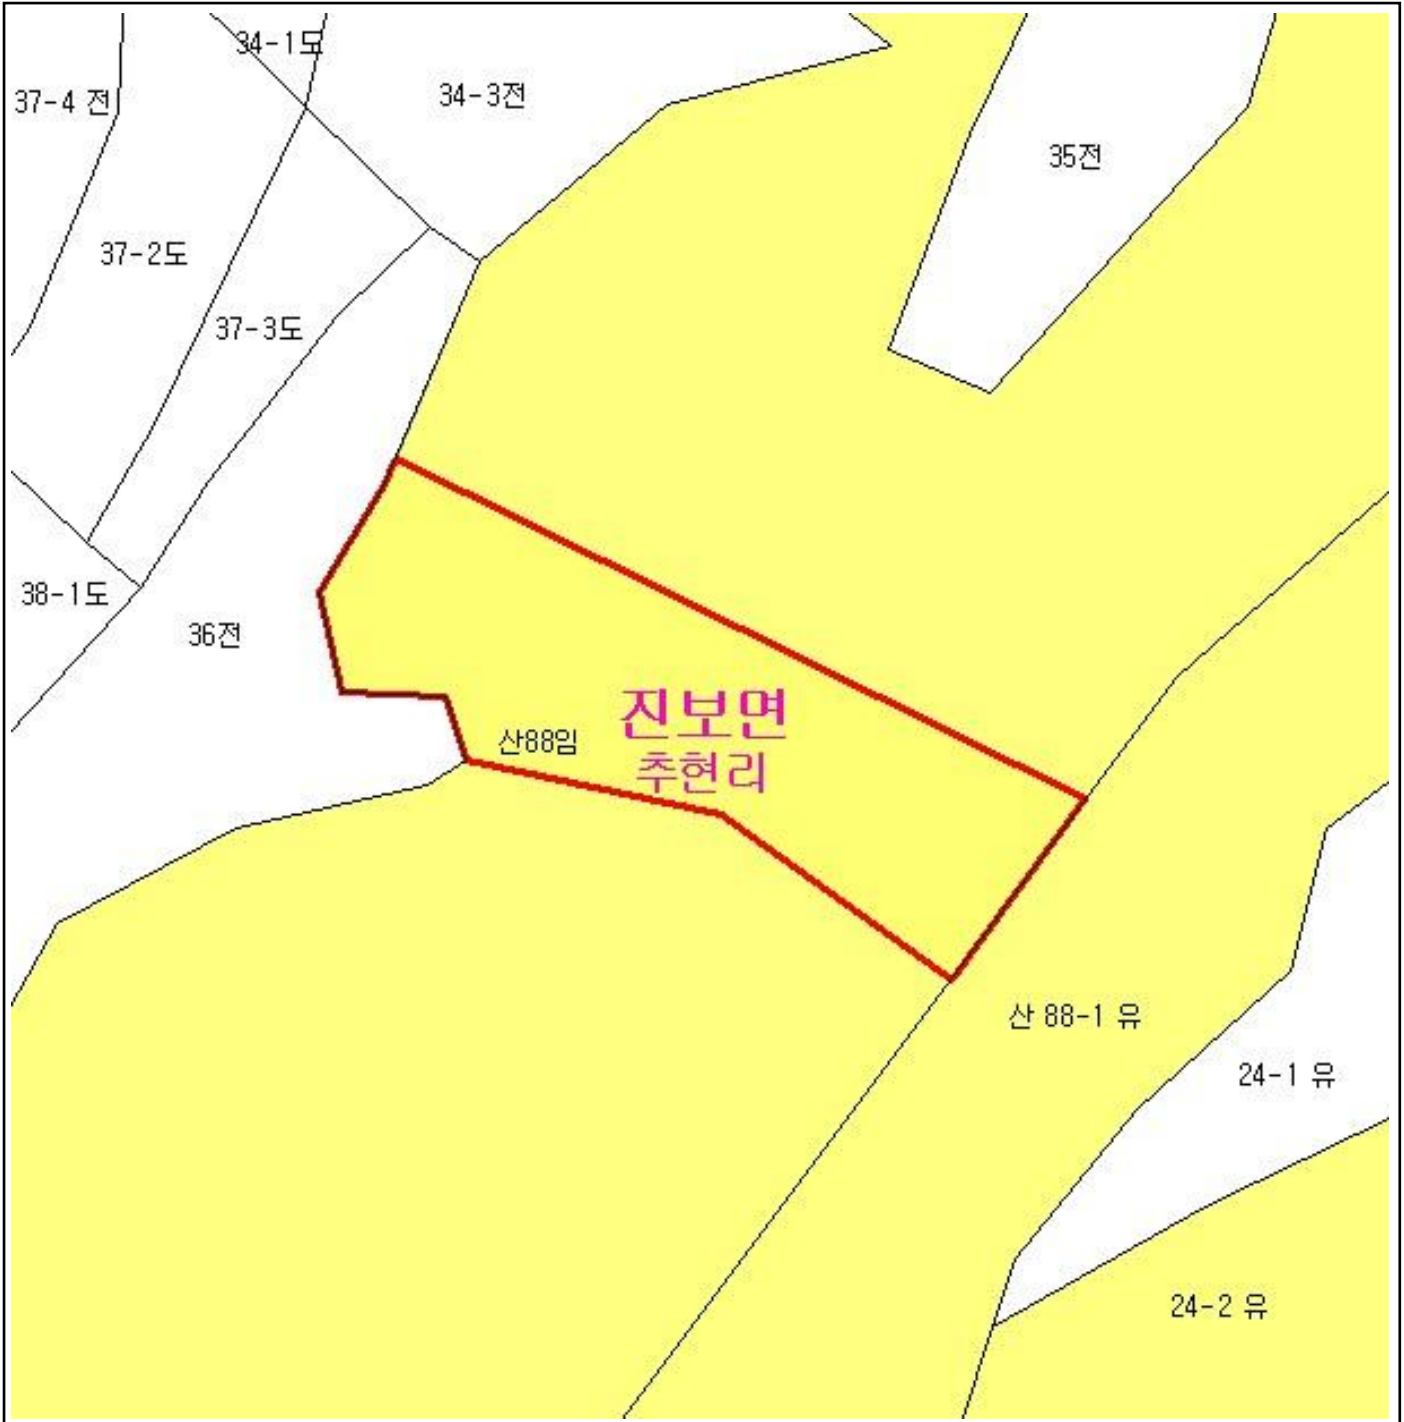 34-1도
37-4 전
34-3전
35전
37-2도
37-3도
38-1도
36전
진보면
산88임
추현리
산 88-1 유
24-1 유
24-2 유